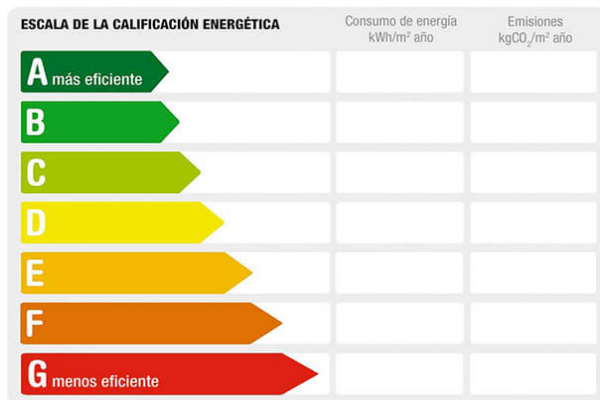 ESCALA DE LA CALIFICACIÓN ENERGÉTICA
Consumo de energía
kWh/m² año
Emisiones
kgCO₂/m² año
A más eficiente
B
C
D
E
F
G menos eficiente